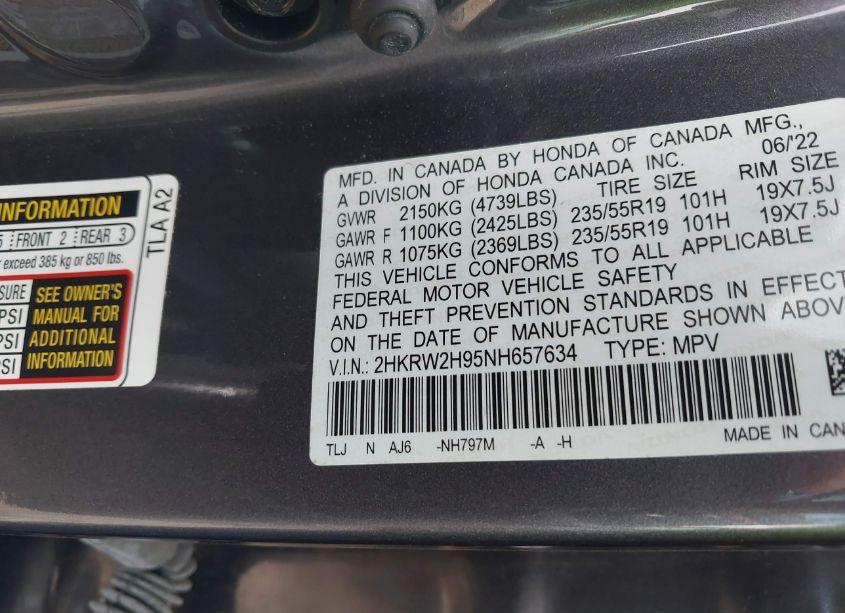 INFORMATION
FRONT 2 REAR 3
exceed 385 kg or 850 lbs.
SEE OWNER'S
MANUAL FOR
ADDITIONAL
INFORMATION
PSI
PSI
TLA A2
MFD. IN CANADA BY HONDA OF CANADA MFG.,
A DIVISION OF HONDA CANADA INC. 06/'22
GVWR 2150KG (4739LBS) TIRE SIZE RIM SIZE
GAWR F 1100KG (2425LBS) 235/55R19 101H 19X7.5J
GAWR R 1075KG (2369LBS) 235/55R19 101H 19X7.5J
THIS VEHICLE CONFORMS TO ALL APPLICABLE
FEDERAL MOTOR VEHICLE SAFETY
AND THEFT PREVENTION STANDARDS IN EFFECT
ON THE DATE OF MANUFACTURE SHOWN ABOV
V.I.N.: 2HKRW2H95NH657634 TYPE: MPV
TLJ N AJ6 -NH797M -A -H
MADE IN CAN